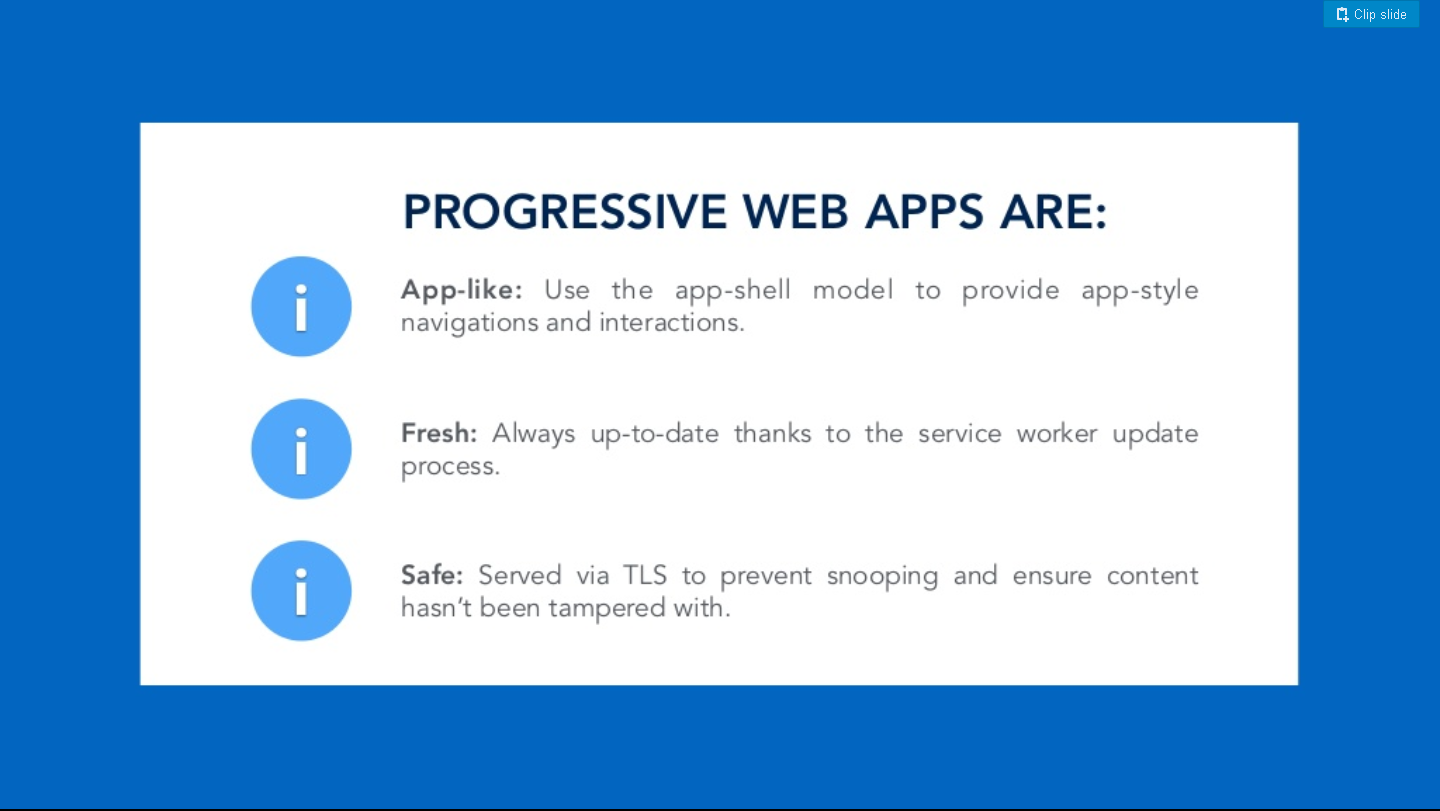 Clip slide
PROGRESSIVE WEB APPS ARE:
i
App-like: Use the app-shell model to provide app-style
navigations and interactions.
i
Fresh: Always up-to-date thanks to the service worker update
process.
i
Safe: Served via TLS to prevent snooping and ensure content
hasn't been tampered with.